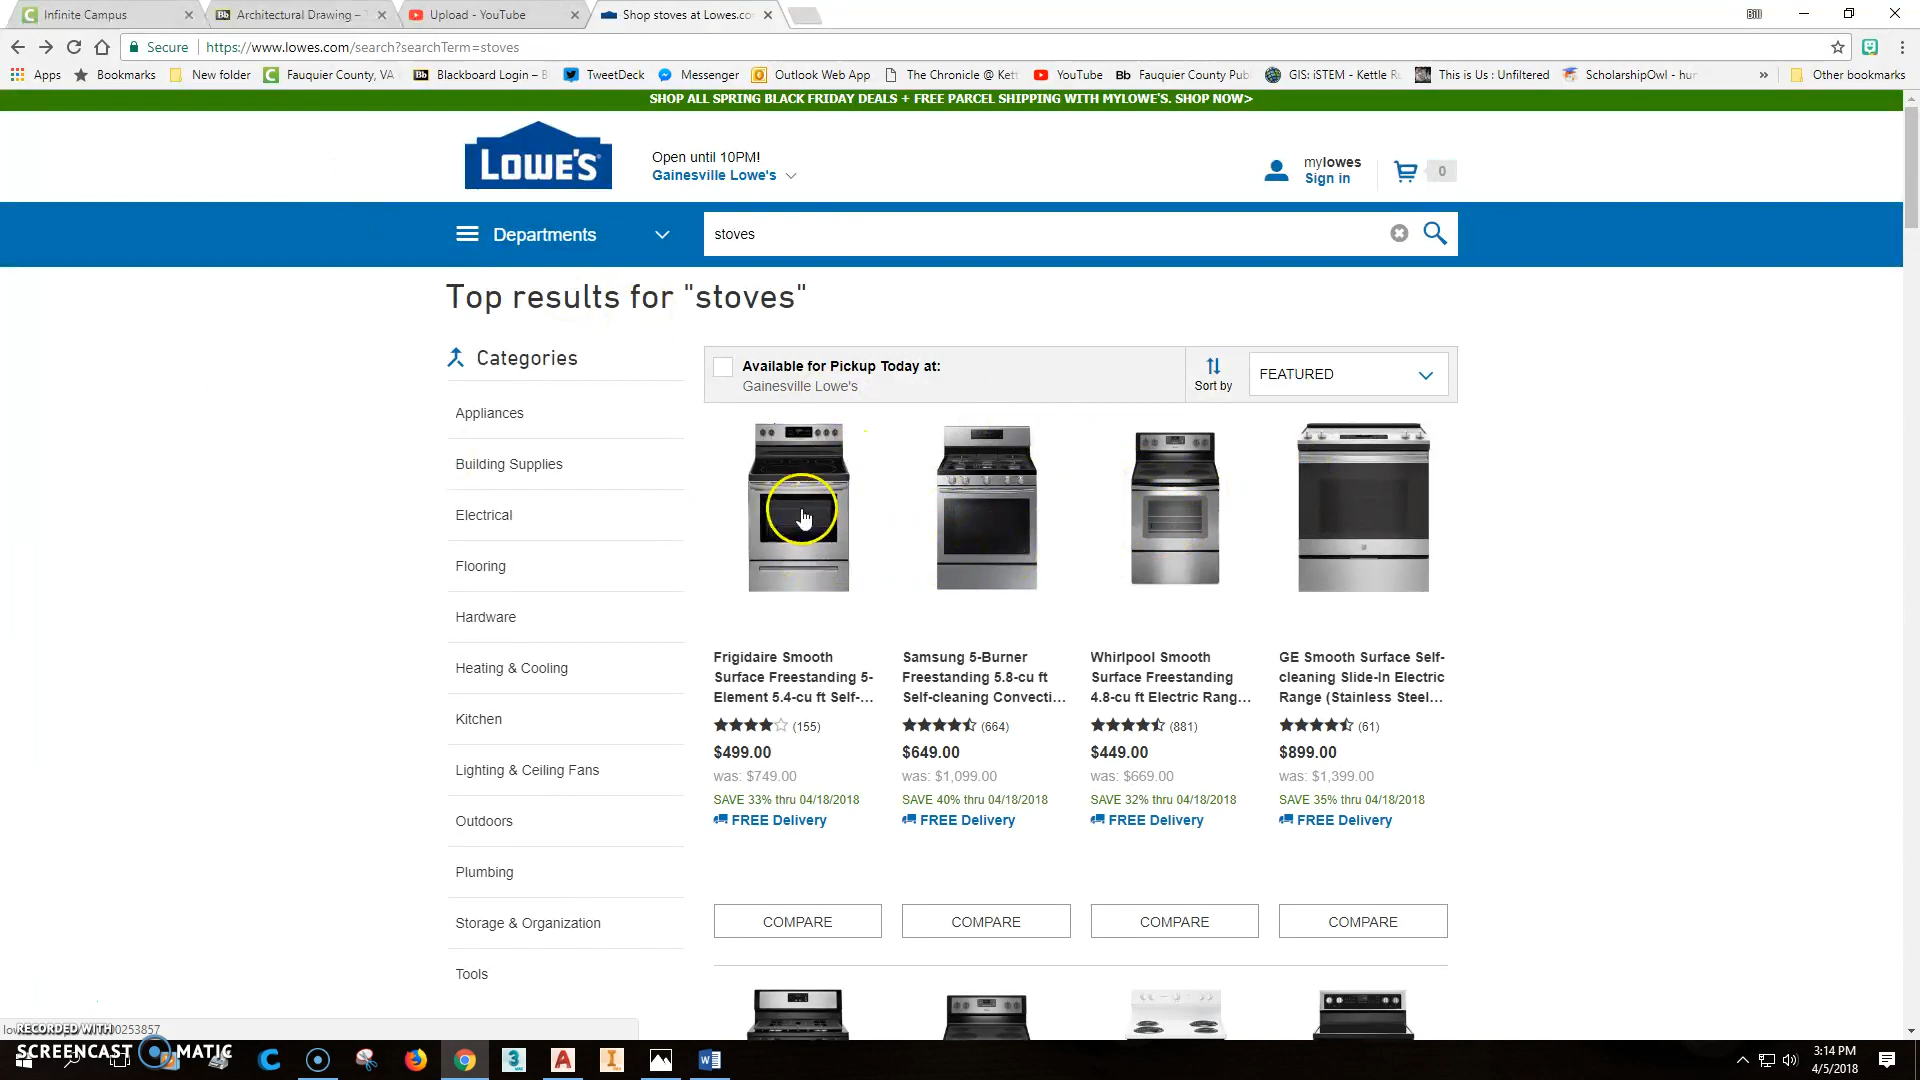 Infinite Campus
Architectural Drawing –
Upload - YouTube
Shop stoves at Lowes.co
Bill
Secure
https://www.lowes.com/search?searchTerm=stoves
Apps
Bookmarks
New folder
Fauquier County, VA
Blackboard Login – B
TweetDeck
Messenger
Outlook Web App
The Chronicle @ Kett
YouTube
Fauquier County Pub
GIS: iSTEM - Kettle Ru
This is Us : Unfiltered
ScholarshipOwl - hur
»
Other bookmarks
SHOP ALL SPRING BLACK FRIDAY DEALS + FREE PARCEL SHIPPING WITH MYLOWE'S. SHOP NOW>
LOWE'S
Open until 10PM!
Gainesville Lowe's
mylowes
Sign in
0
Departments
stoves
Top results for "stoves"
Categories
Appliances
Building Supplies
Electrical
Flooring
Hardware
Heating & Cooling
Kitchen
Lighting & Ceiling Fans
Outdoors
Plumbing
Storage & Organization
Tools
Available for Pickup Today at:
Gainesville Lowe's
Sort by
FEATURED
Frigidaire Smooth
Surface Freestanding 5-
Element 5.4-cu ft Self-...
(155)
$499.00
was: $749.00
SAVE 33% thru 04/18/2018
FREE Delivery
COMPARE
Samsung 5-Burner
Freestanding 5.8-cu ft
Self-cleaning Convecti...
(664)
$649.00
was: $1,099.00
SAVE 40% thru 04/18/2018
FREE Delivery
COMPARE
Whirlpool Smooth
Surface Freestanding
4.8-cu ft Electric Rang...
(881)
$449.00
was: $669.00
SAVE 32% thru 04/18/2018
FREE Delivery
COMPARE
GE Smooth Surface Self-
cleaning Slide-In Electric
Range (Stainless Steel...
(61)
$899.00
was: $1,399.00
SAVE 35% thru 04/18/2018
FREE Delivery
COMPARE
RECORDED WITH
SCREENCAST MATIC
3:14 PM
4/5/2018